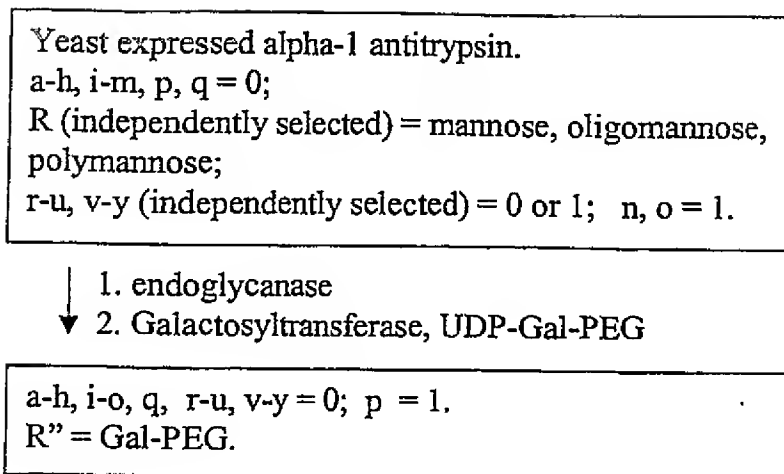 Yeast expressed alpha-1 antitrypsin.
a-h, i-m, p, q = 0;
R (independently selected) = mannose, oligomannose,
polymannose;
r-u, v-y (independently selected) = 0 or 1; n, o = 1.
1. endoglycanase
2. Galactosyltransferase, UDP-Gal-PEG
a-h, i-o, q, r-u, v-y = 0; p = 1.
R” = Gal-PEG.